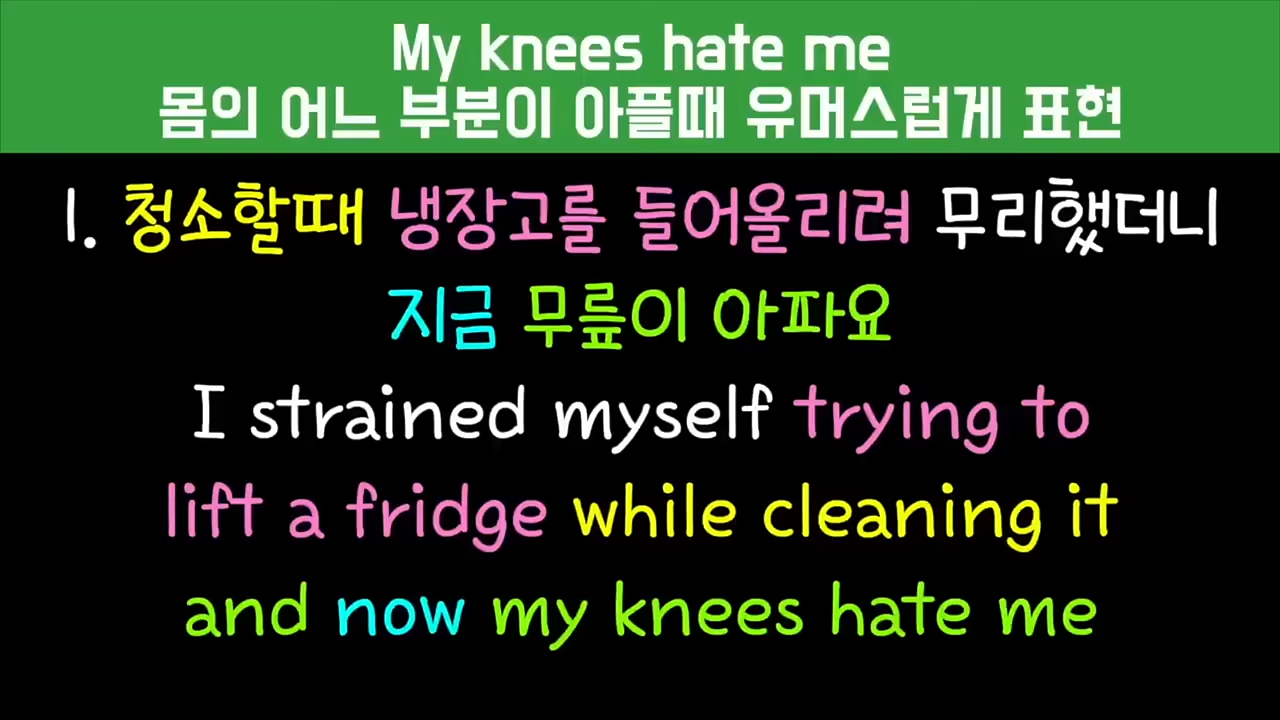 My knees hate me
몸의 어느 부분이 아플때 유머스럽게 표현
1. 청소할때 냉장고를 들어올리려 무리했더니
지금 무릎이 아파요
I strained myself trying to
lift a fridge while cleaning it
and now my knees hate me